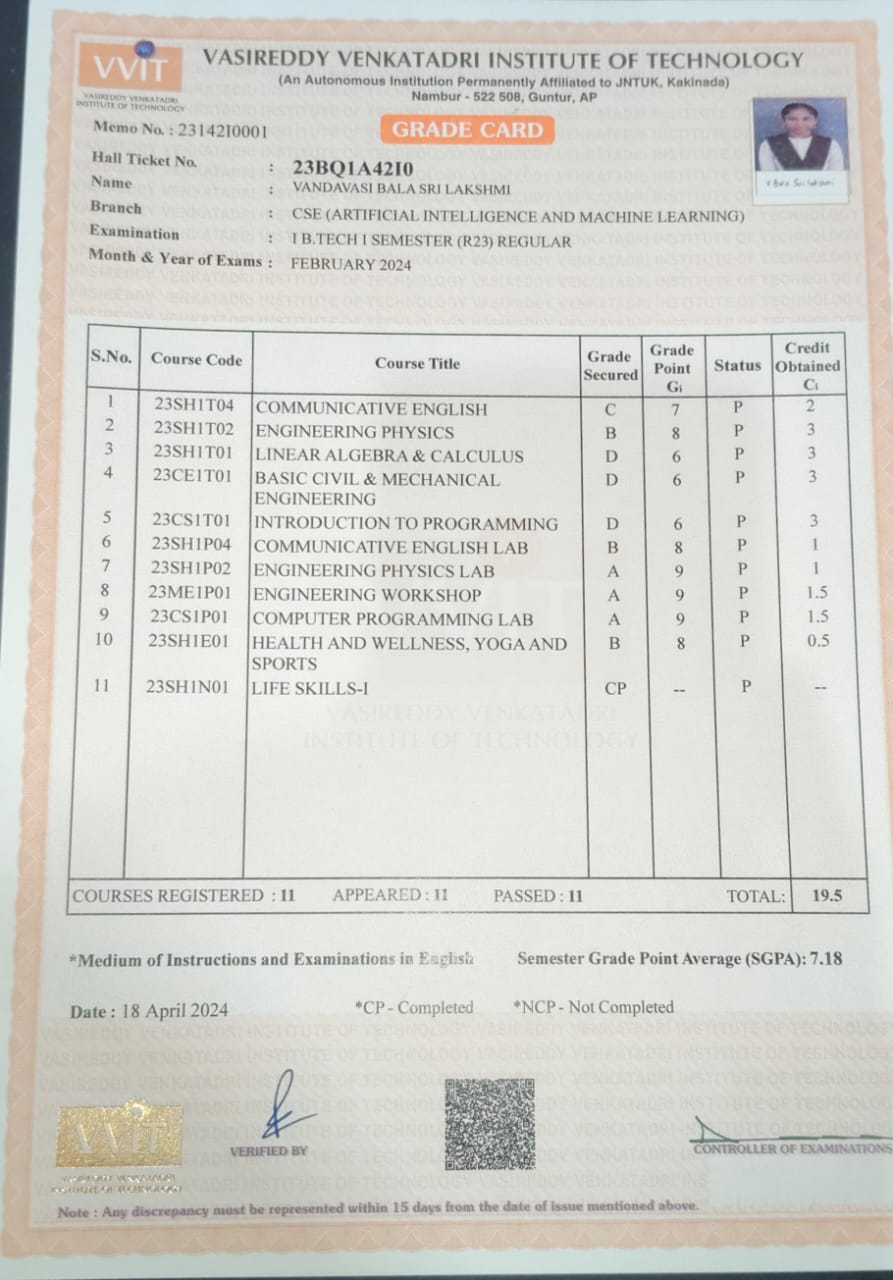 VVIT
VASIREDDY VENKATADRI
INSTITUTE OF TECHNOLOGY
VASIREDDY VENKATADRI INSTITUTE OF TECHNOLOGY
(An Autonomous Institution Permanently Affiliated to JNTUK, Kakinada)
Nambur - 522 508, Guntur, AP
Memo No. : 2314210001
GRADE CARD
Hall Ticket No. : 23BQ1A42I0
Name : VANDAVASI BALA SRI LAKSHMI
Branch : CSE (ARTIFICIAL INTELLIGENCE AND MACHINE LEARNING)
Examination : I B.TECH I SEMESTER (R23) REGULAR
Month & Year of Exams : FEBRUARY 2024
V Bala Sri lakshmi
S.No. Course Code Course Title Grade Secured Grade Point Gi Status Credit Obtained Ci
1 23SH1T04 COMMUNICATIVE ENGLISH C 7 P 2
2 23SH1T02 ENGINEERING PHYSICS B 8 P 3
3 23SH1T01 LINEAR ALGEBRA & CALCULUS D 6 P 3
4 23CE1T01 BASIC CIVIL & MECHANICAL D 6 P 3
ENGINEERING
5 23CS1T01 INTRODUCTION TO PROGRAMMING D 6 P 3
6 23SH1P04 COMMUNICATIVE ENGLISH LAB B 8 P 1
7 23SH1P02 ENGINEERING PHYSICS LAB A 9 P 1
8 23ME1P01 ENGINEERING WORKSHOP A 9 P 1.5
9 23CS1P01 COMPUTER PROGRAMMING LAB A 9 P 1.5
10 23SH1E01 HEALTH AND WELLNESS, YOGA AND B 8 P 0.5
SPORTS
11 23SH1N01 LIFE SKILLS-I CP -- P --
VASIREDDY VENKATADRI
INSTITUTE OF TECHNOLOGY
COURSES REGISTERED : 11 APPEARED : 11 PASSED : 11 TOTAL: 19.5
*Medium of Instructions and Examinations in English Semester Grade Point Average (SGPA): 7.18
Date : 18 April 2024 *CP - Completed *NCP - Not Completed
VVIT
VASIREDDY VENKATADRI
INSTITUTE OF TECHNOLOGY
VERIFIED BY
CONTROLLER OF EXAMINATIONS
Note : Any discrepancy must be represented within 15 days from the date of issue mentioned above.